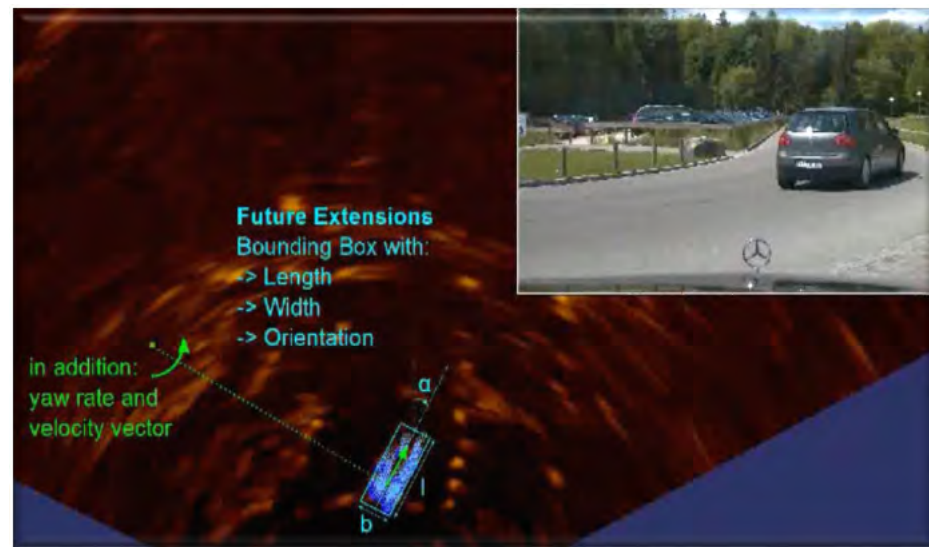 Future Extensions
Bounding Box with:
-> Length
-> Width
-> Orientation
in addition:
yaw rate and
velocity vector
α
l
b